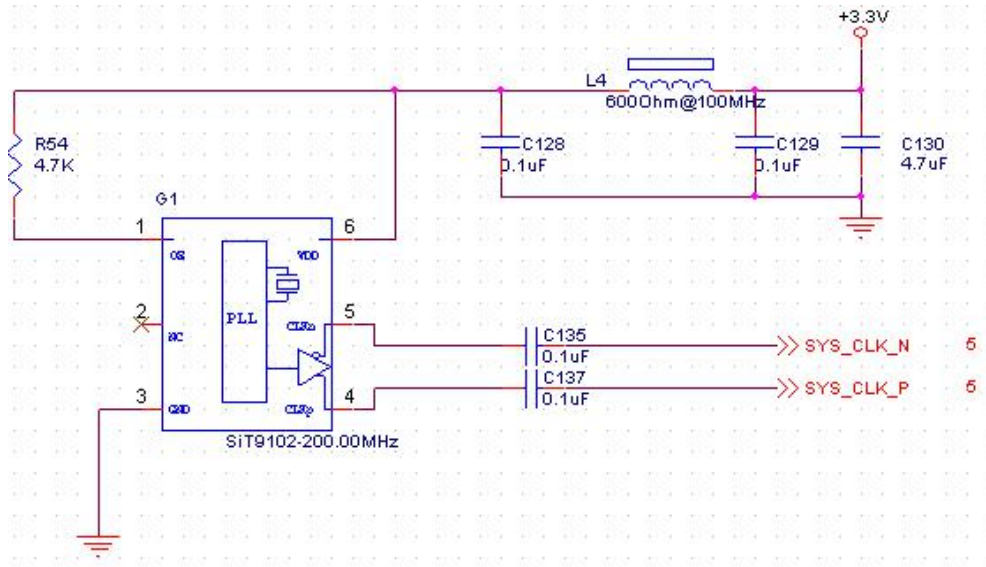 +3.3V
L4
600Ohm@100MHz
R54
4.7K
C128
0.1uF
C129
0.1uF
C130
4.7uF
G1
1
6
OE
VDD
2
5
PLL
CLKn
NC
3
4
GND
CLKp
SiT9102-200.00MHz
C135
0.1uF
SYS_CLK_N 5
C137
0.1uF
SYS_CLK_P 5